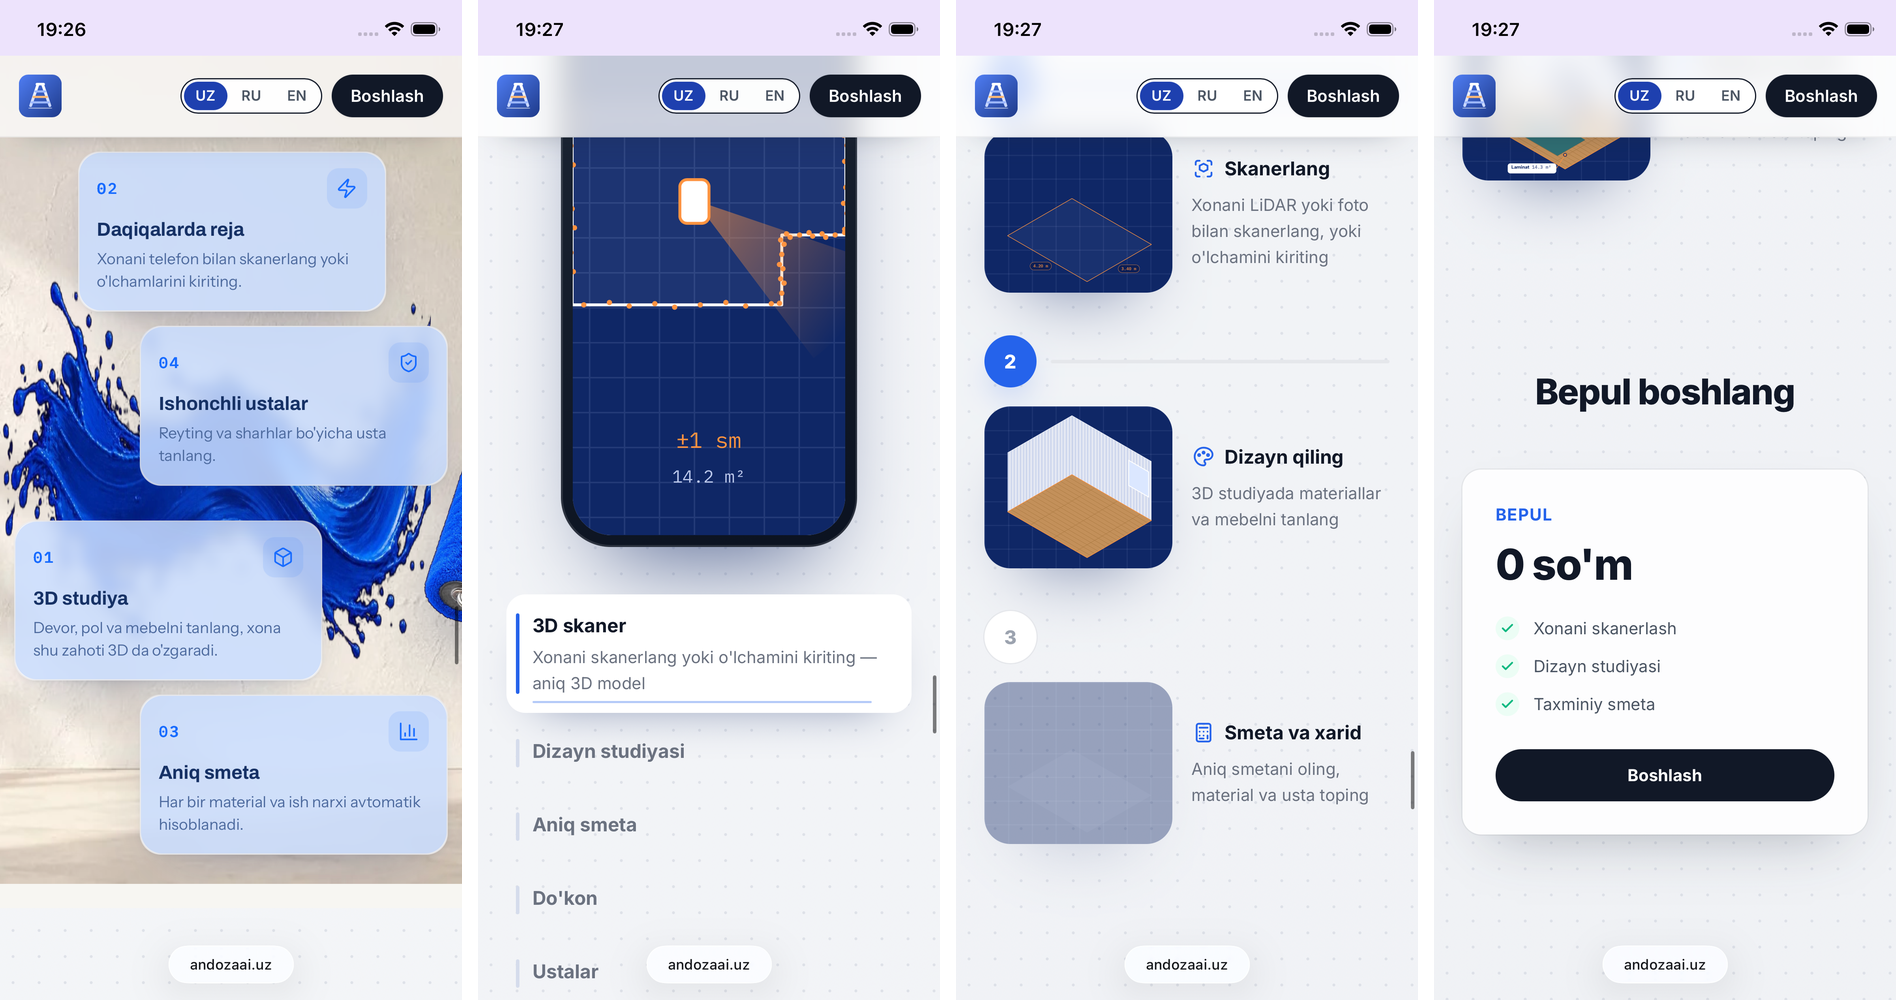 19:26
UZ RU EN
Boshlash
02
Daqiqalarda reja
Xonani telefon bilan skanerlang yoki
o'lchamlarini kiriting.
04
Ishonchli ustalar
Reyting va sharhlar bo'yicha usta
tanlang.
01
3D studiya
Devor, pol va mebelni tanlang, xona
shu zahoti 3D da o'zgaradi.
03
Aniq smeta
Har bir material va ish narxi avtomatik
hisoblanadi.
andozaai.uz
19:27
UZ RU EN
Boshlash
±1 sm
14.2 m²
3D skaner
Xonani skanerlang yoki o'lchamini kiriting —
aniq 3D model
Dizayn studiyasi
Aniq smeta
Do'kon
Ustalar
andozaai.uz
19:27
UZ RU EN
Boshlash
Skanerlang
Xonani LiDAR yoki foto
bilan skanerlang, yoki
o'lchamini kiriting
2
Dizayn qiling
3D studiyada materiallar
va mebelni tanlang
3
Smeta va xarid
Aniq smetani oling,
material va usta toping
andozaai.uz
19:27
UZ RU EN
Boshlash
Laminat 14.3 m²
Bepul boshlang
BEPUL
0 so'm
Xonani skanerlash
Dizayn studiyasi
Taxminiy smeta
Boshlash
andozaai.uz